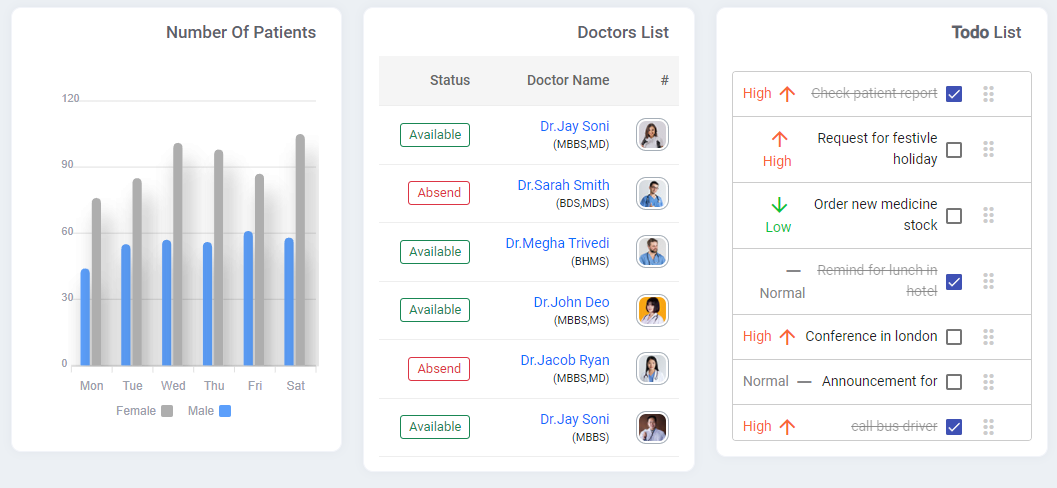 Number Of Patients
120
90
60
30
0
Mon Tue Wed Thu Fri Sat
Female Male
Doctors List
Status Doctor Name #
Available Dr.Jay Soni
(MBBS,MD)
Absend Dr.Sarah Smith
(BDS,MDS)
Available Dr.Megha Trivedi
(BHMS)
Available Dr.John Deo
(MBBS,MS)
Absend Dr.Jacob Ryan
(MBBS,MD)
Available Dr.Jay Soni
(MBBS)
Todo List
High Check patient report
High Request for festivle
holiday
Low Order new medicine
stock
Normal Remind for lunch in
hotel
High Conference in london
Normal Announcement for
High call bus driver